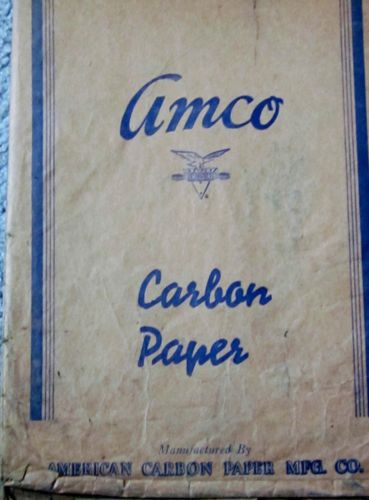 Amco
Carbon
Paper
Manufactured By
AMERICAN CARBON PAPER MFG. CO.